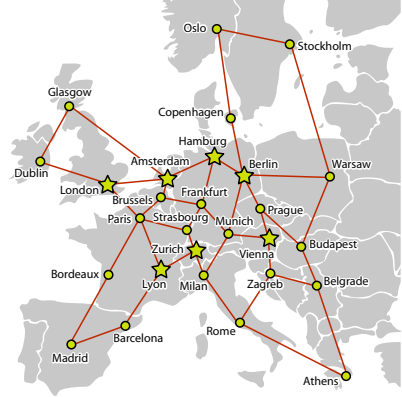 Oslo
Stockholm
Glasgow
Copenhagen
Hamburg
Amsterdam
Berlin
Dublin
Warsaw
London
Brussels
Frankfurt
Paris
Strasbourg
Prague
Munich
Zurich
Vienna
Budapest
Bordeaux
Lyon
Milan
Zagreb
Belgrade
Rome
Barcelona
Madrid
Athens